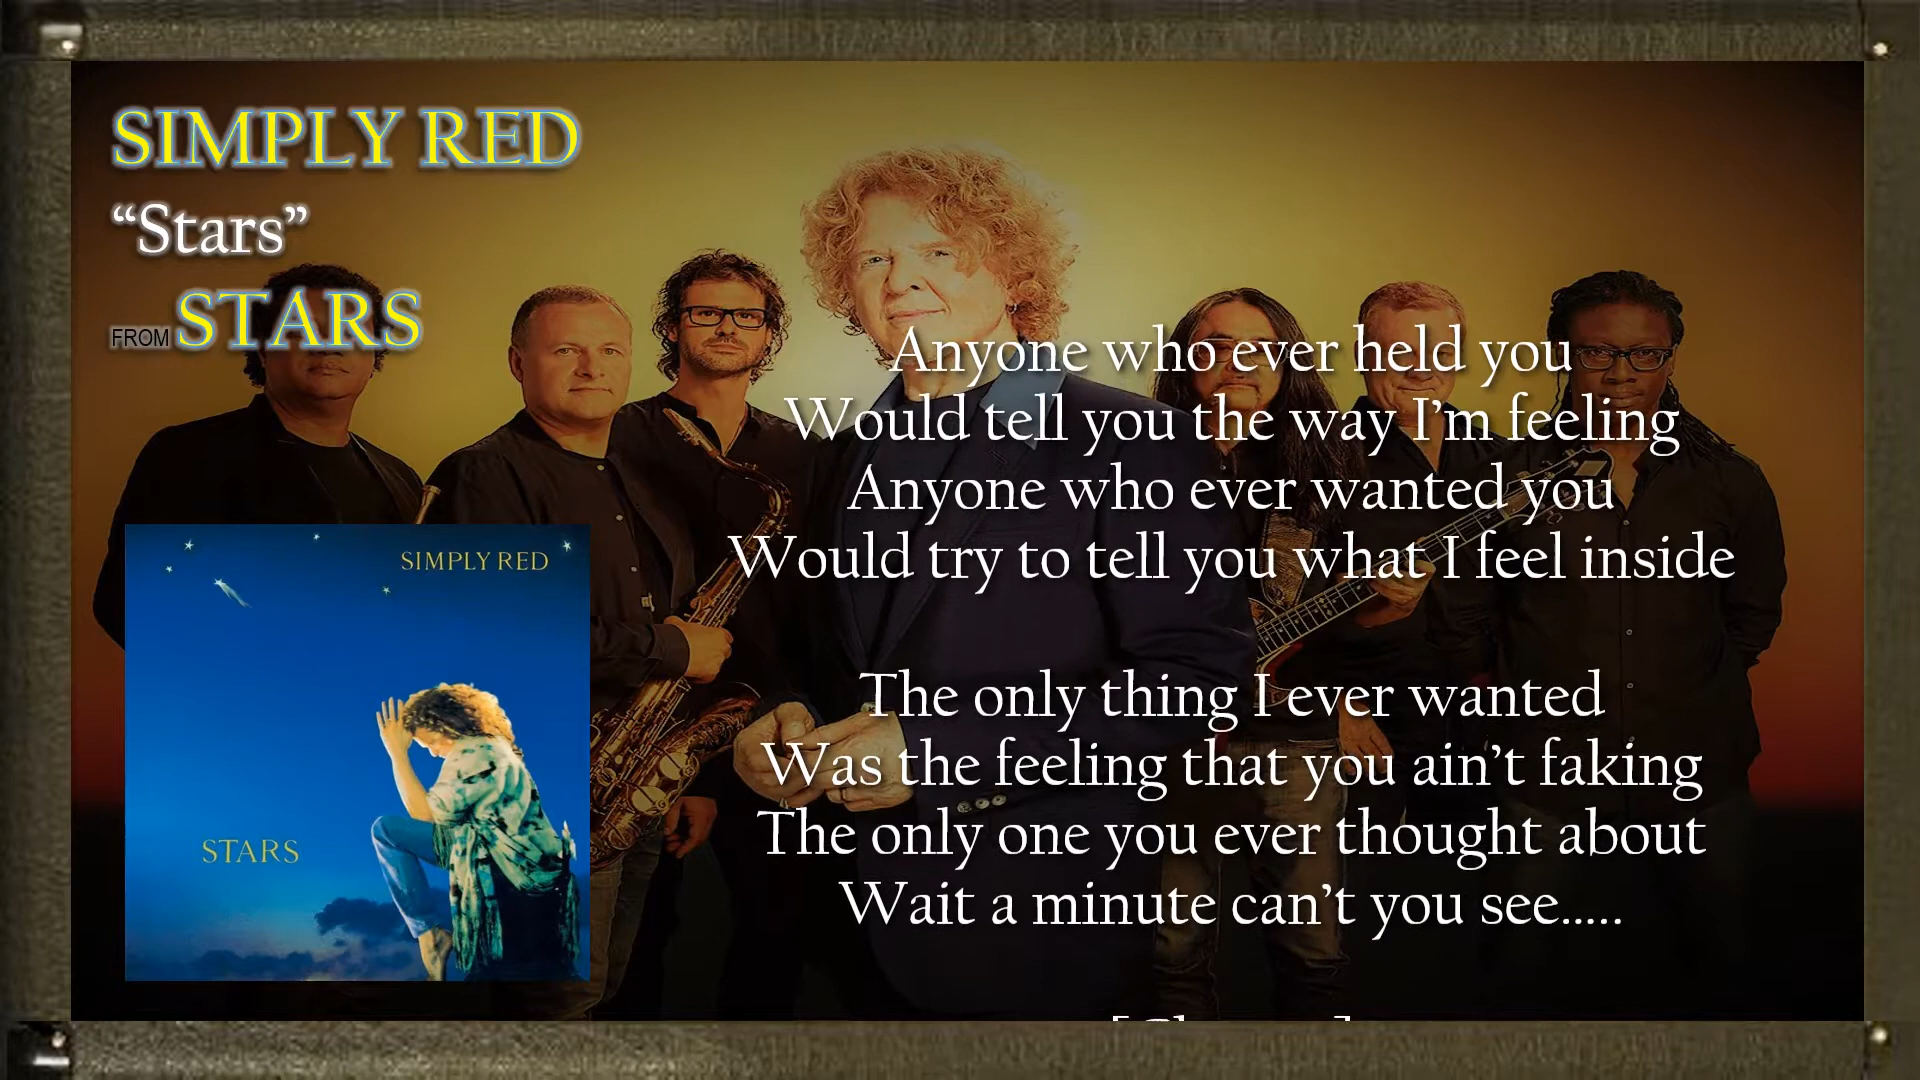 SIMPLY RED
“Stars”
FROM STARS
SIMPLY RED
STARS
Anyone who ever held you
Would tell you the way I’m feeling
Anyone who ever wanted you
Would try to tell you what I feel inside
The only thing I ever wanted
Was the feeling that you ain’t faking
The only one you ever thought about
Wait a minute can’t you see.....